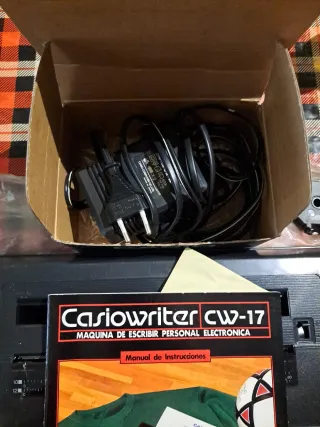 Casiowriter CW-17
MAQUINA DE ESCRIBIR PERSONAL ELECTRONICA
Manual de Instrucciones